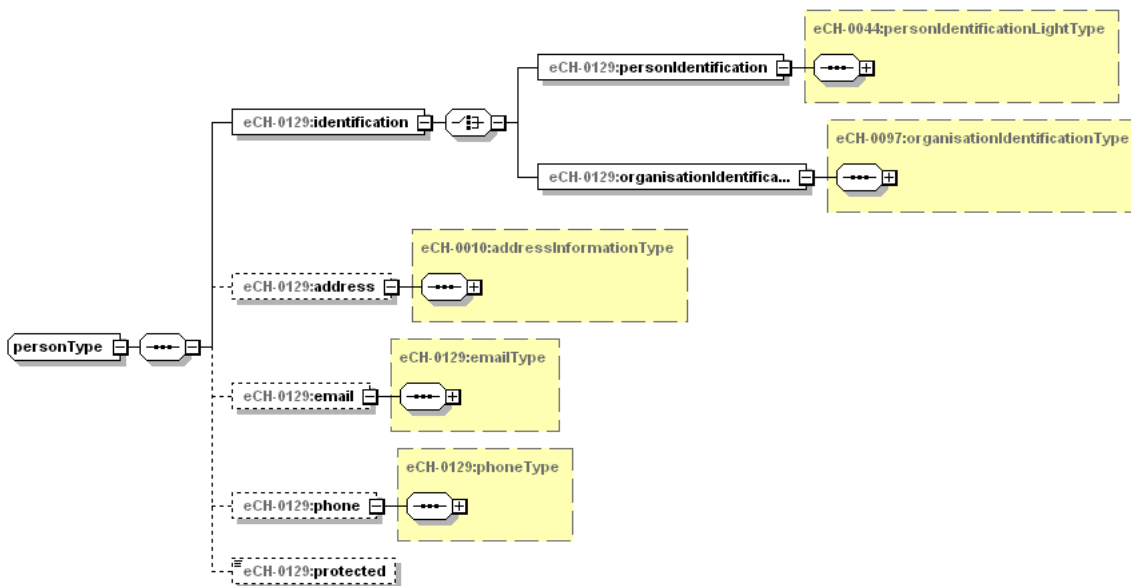 eCH-0044:personIdentificationLightType
eCH-0129:personIdentification
eCH-0129:identification
eCH-0097:organisationIdentificationType
eCH-0129:organisationIdentifica...
eCH-0010:addressInformationType
eCH-0129:address
personType
eCH-0129:emailType
eCH-0129:email
eCH-0129:phoneType
eCH-0129:phone
eCH-0129:protected